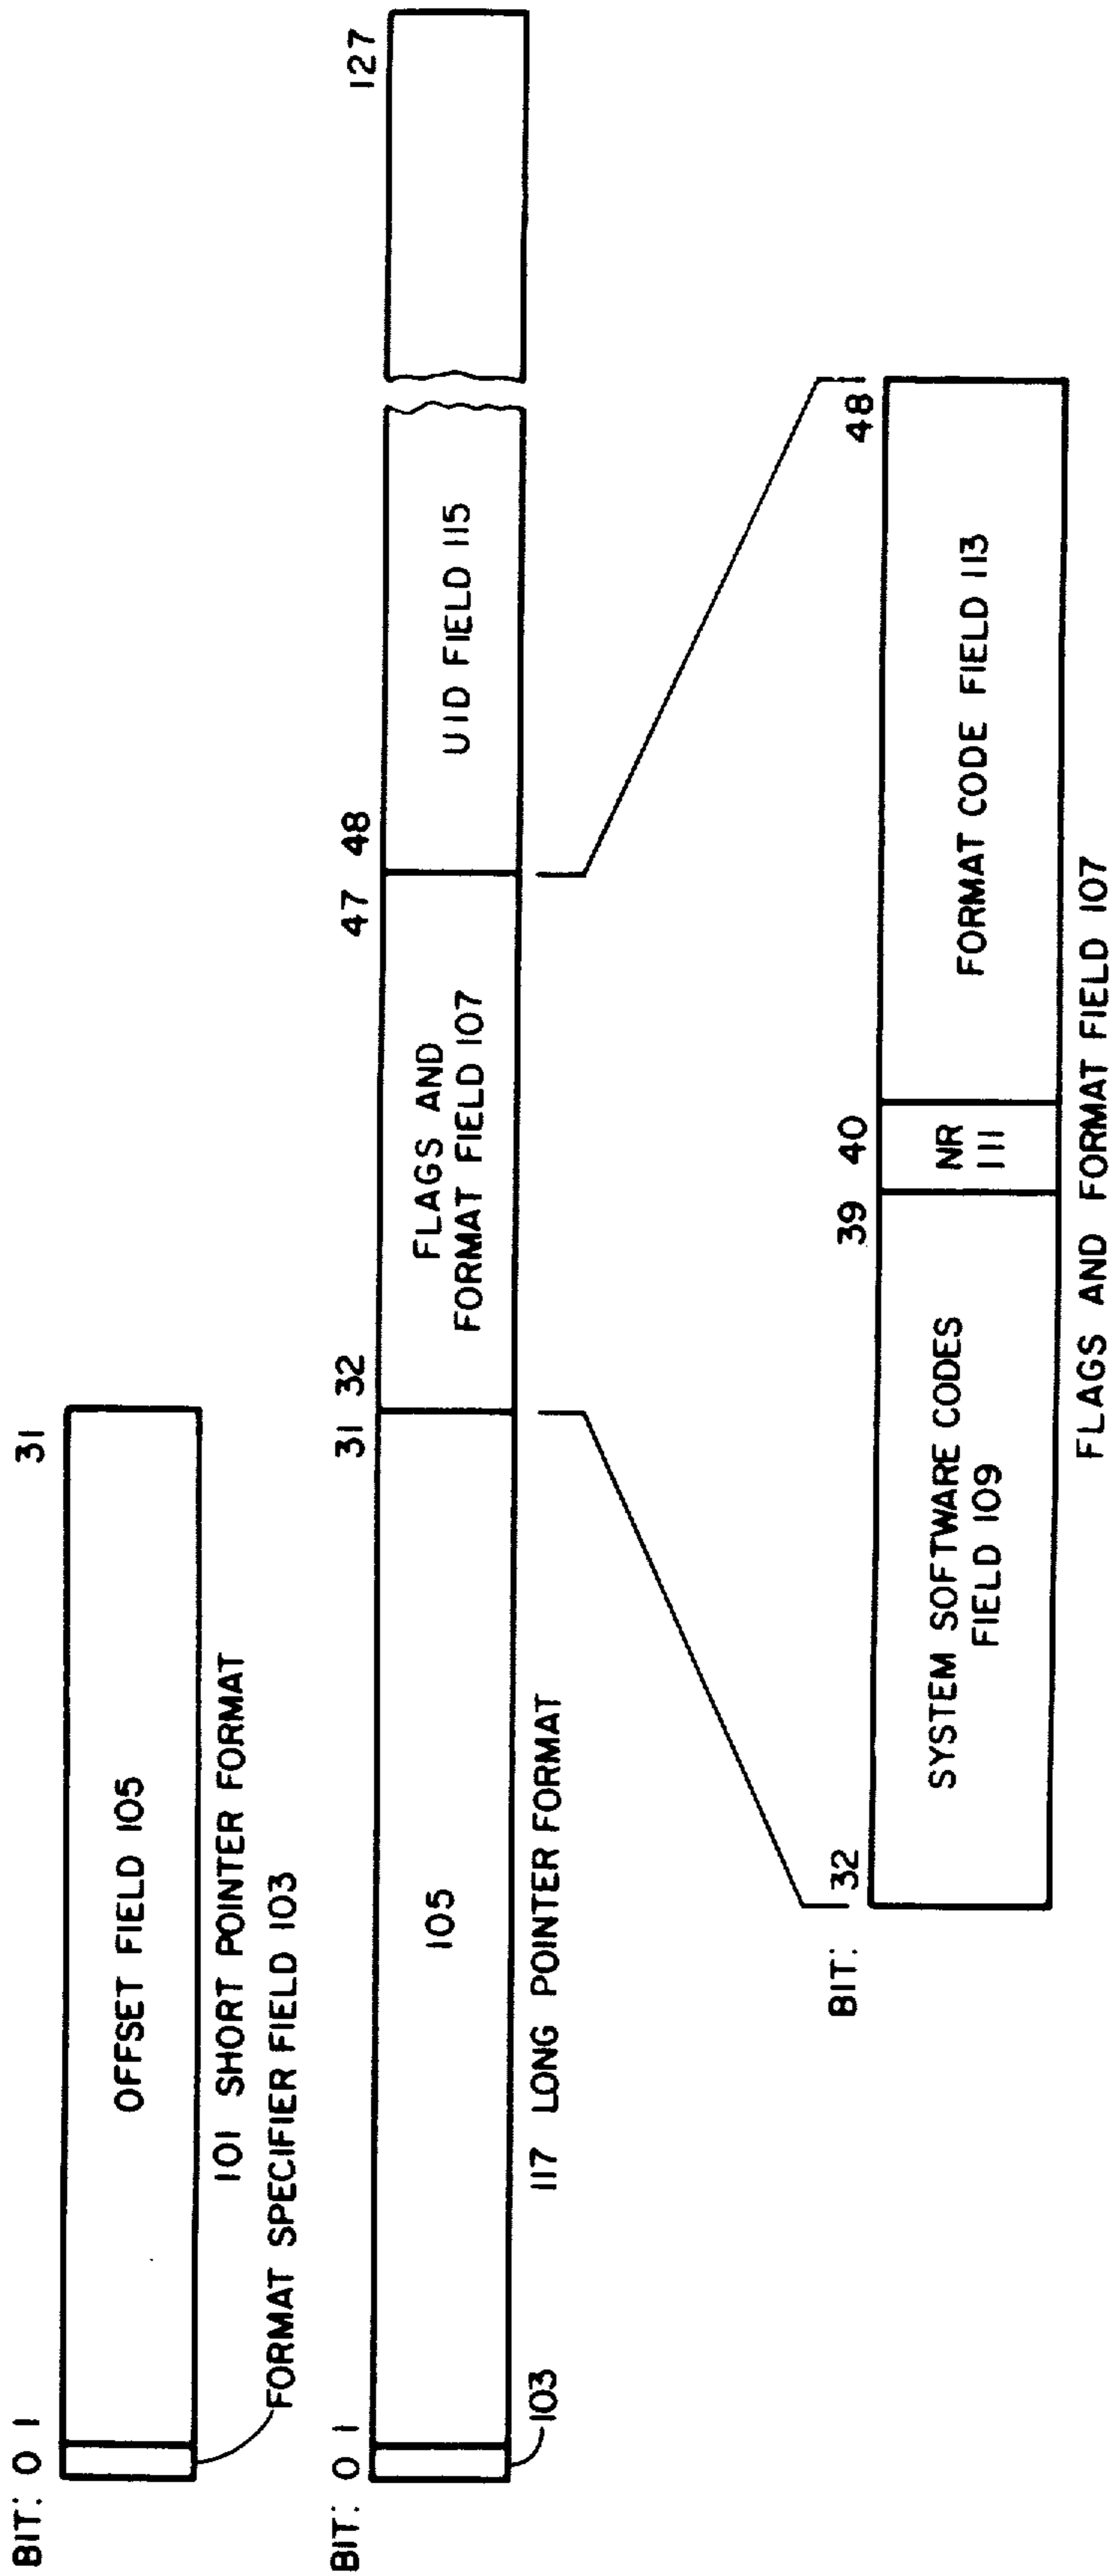 BIT: 0 1 31
OFFSET FIELD 105
101 SHORT POINTER FORMAT
FORMAT SPECIFIER FIELD 103
BIT: 0 1 31 32 47 48 127
105
FLAGS AND
FORMAT FIELD 107
UID FIELD 115
103
117 LONG POINTER FORMAT
BIT: 32 39 40 48
SYSTEM SOFTWARE CODES
FIELD 109
NR
111
FORMAT CODE FIELD 113
FLAGS AND FORMAT FIELD 107